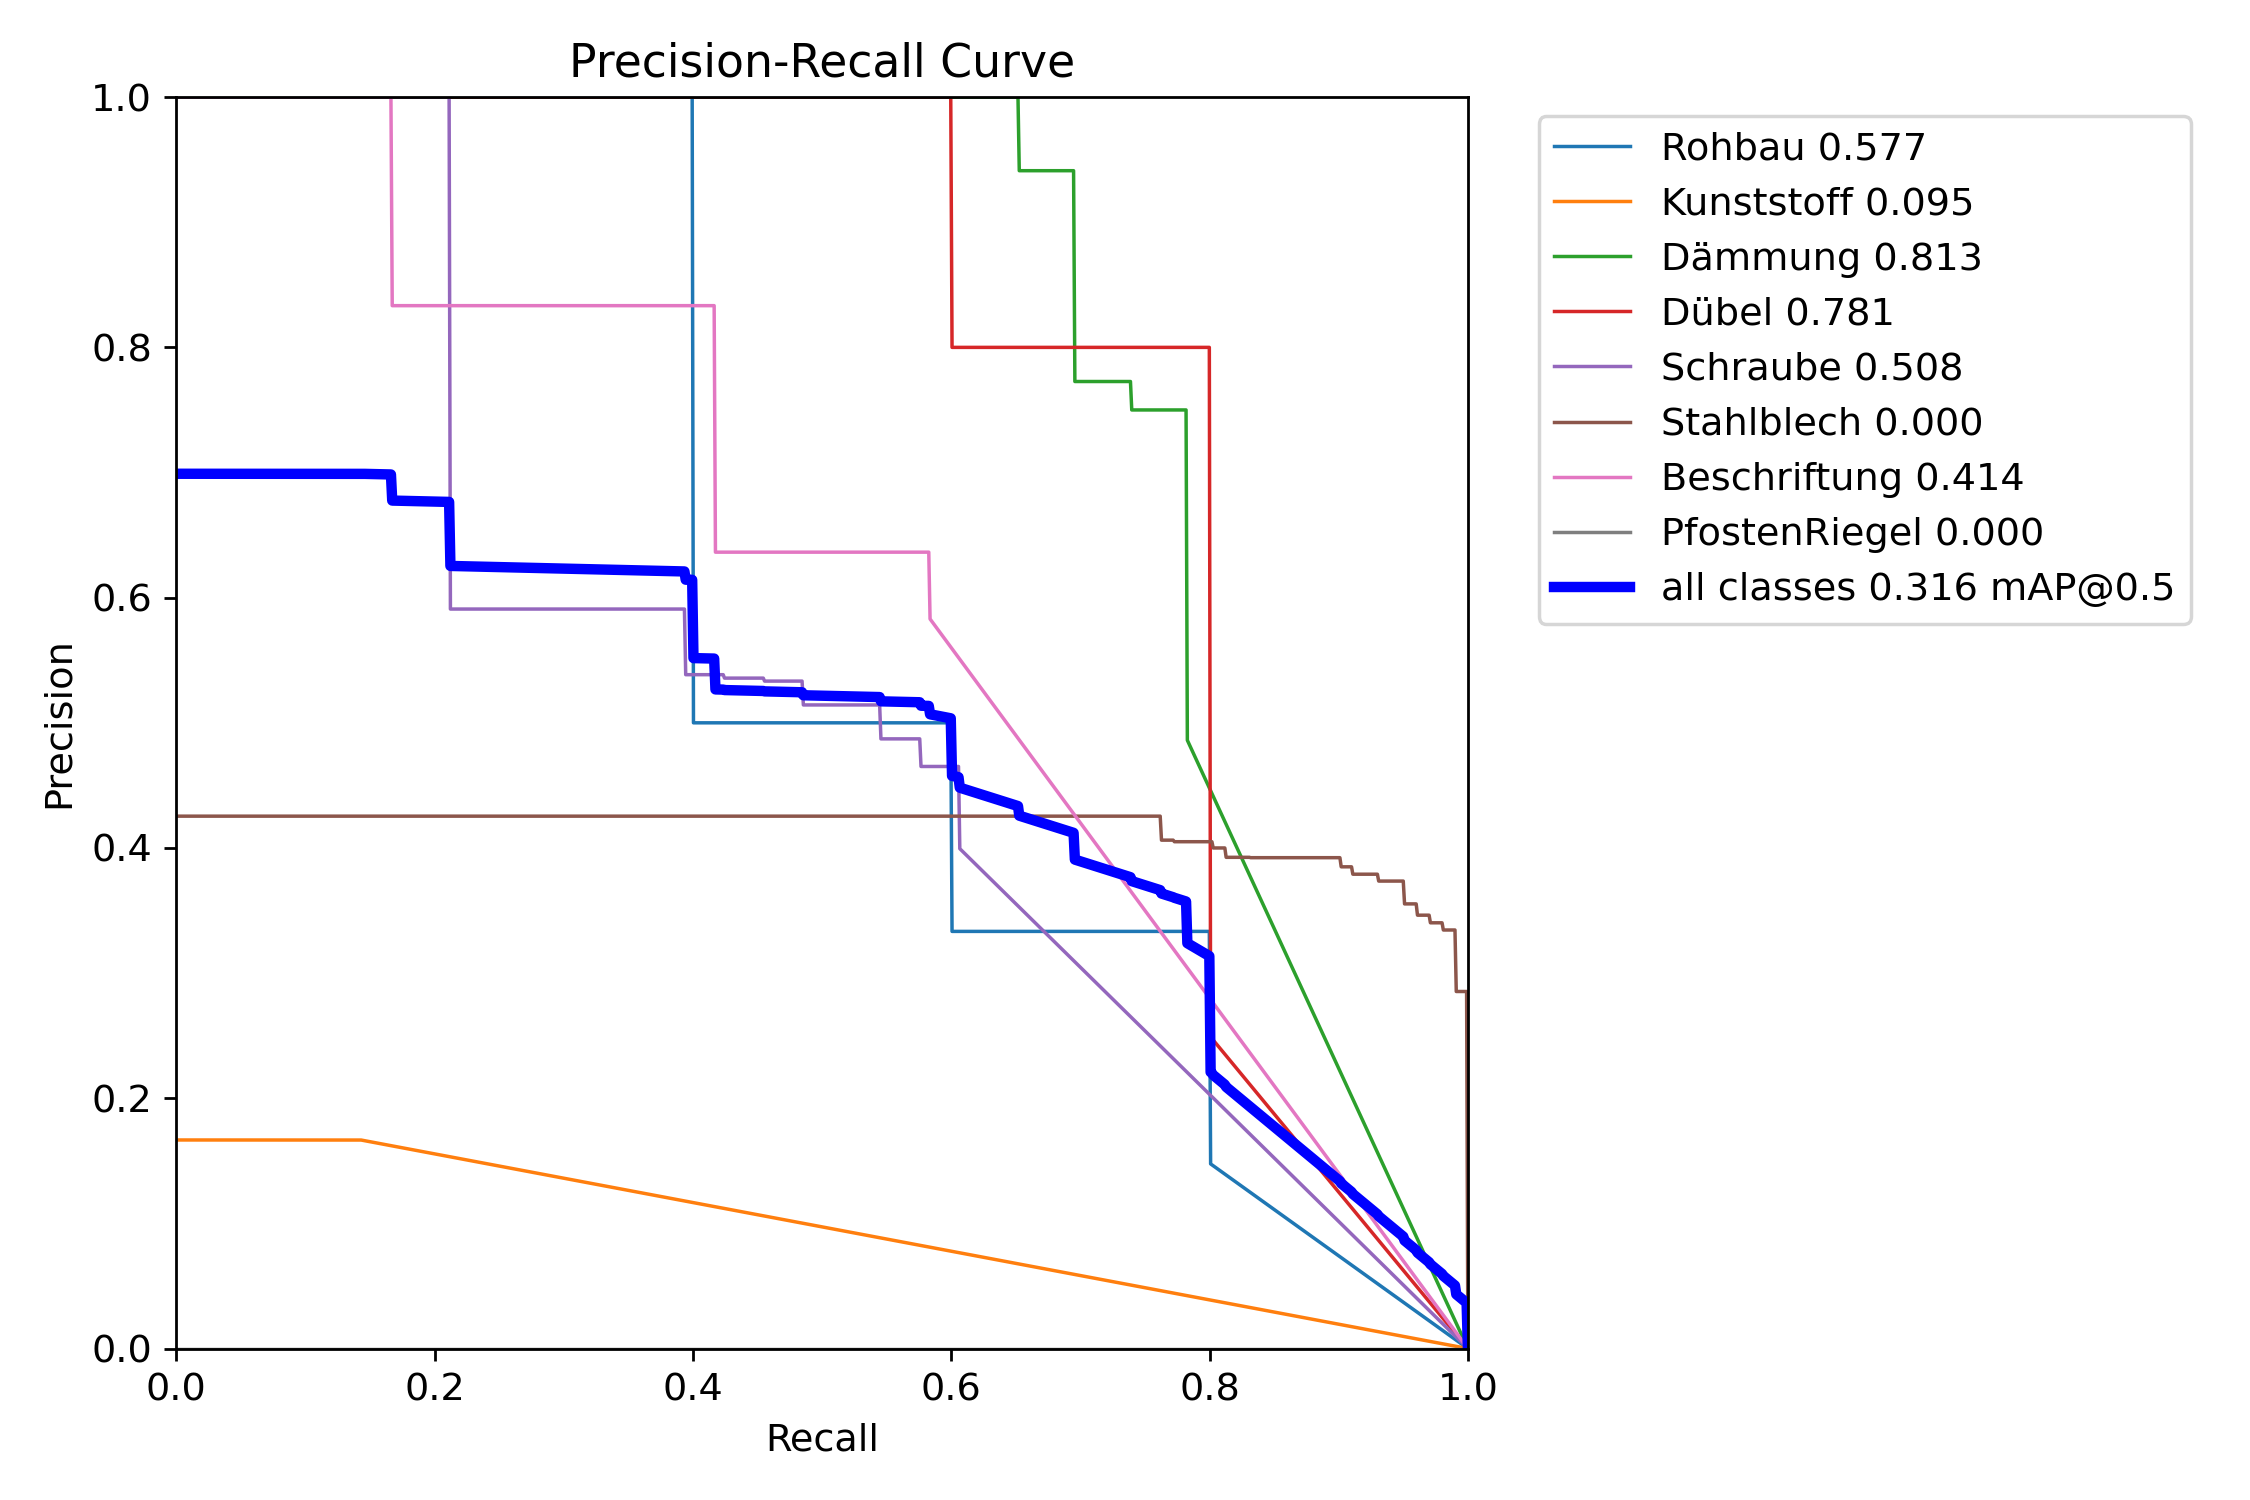 Precision-Recall Curve
1.0
0.8
0.6
0.4
0.2
0.0
Precision
0.0 0.2 0.4 0.6 0.8 1.0
Recall
Rohbau 0.577
Kunststoff 0.095
Dämmung 0.813
Dübel 0.781
Schraube 0.508
Stahlblech 0.000
Beschriftung 0.414
PfostenRiegel 0.000
all classes 0.316 mAP@0.5